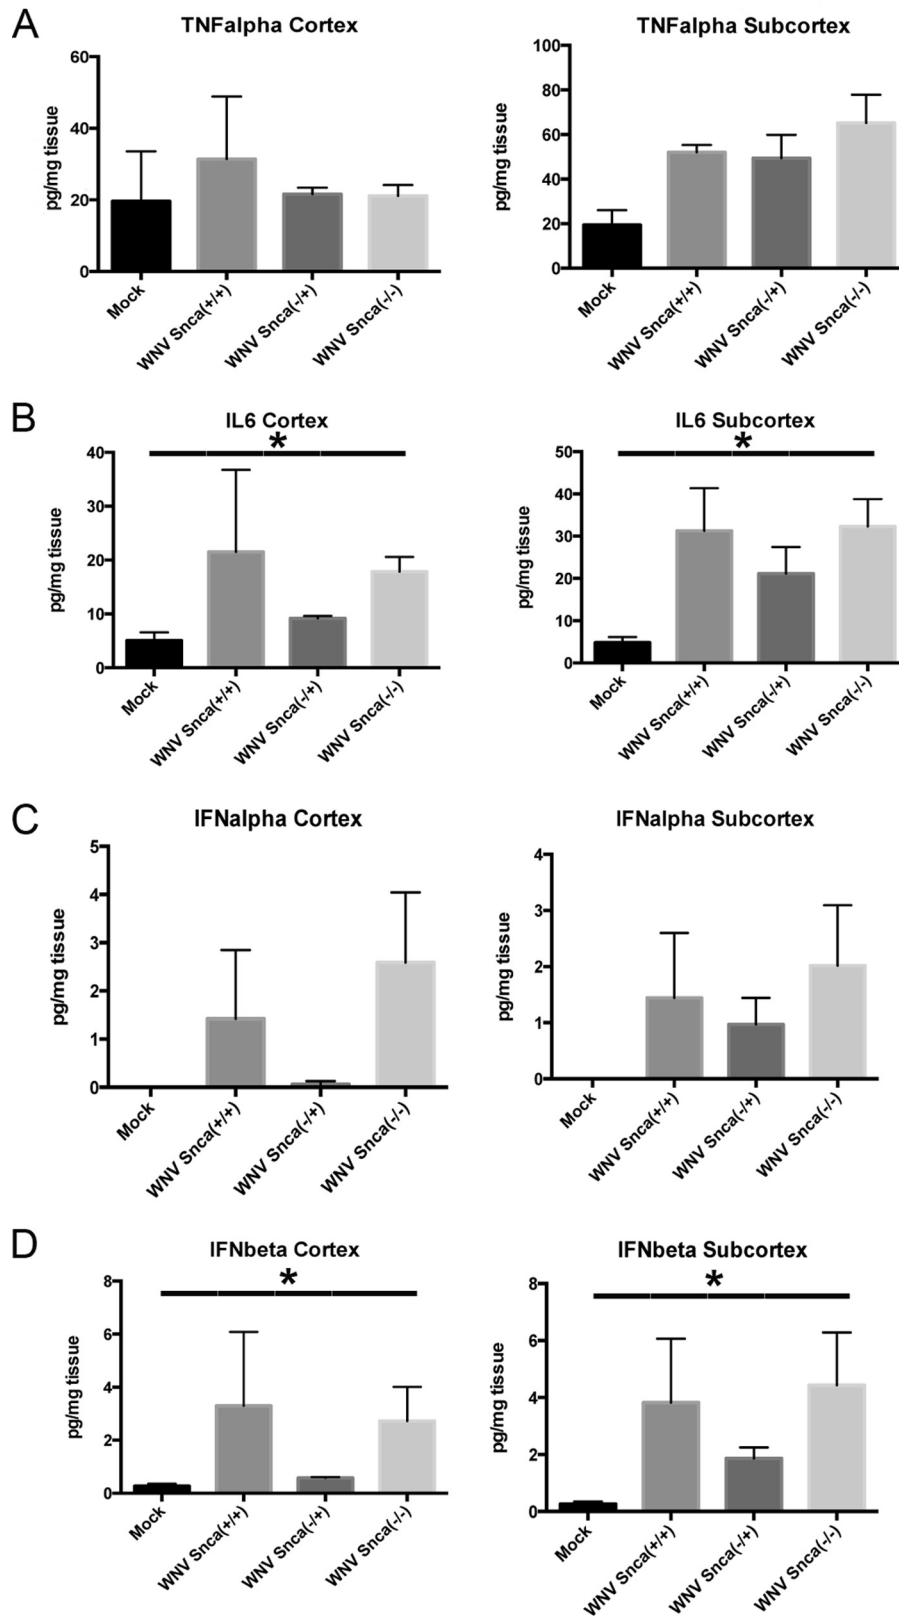 A
TNFalpha Cortex
TNFalpha Subcortex
pg/mg tissue
60
40
20
0
Mock
WNV Snca(+/+)
WNV Snca(-/+)
WNV Snca(-/-)
pg/mg tissue
100
80
60
40
20
0
Mock
WNV Snca(+/+)
WNV Snca(-/+)
WNV Snca(-/-)
B
IL6 Cortex
IL6 Subcortex
*
pg/mg tissue
40
30
20
10
0
Mock
WNV Snca(+/+)
WNV Snca(-/+)
WNV Snca(-/-)
*
pg/mg tissue
50
40
30
20
10
0
Mock
WNV Snca(+/+)
WNV Snca(-/+)
WNV Snca(-/-)
C
IFNalpha Cortex
IFNalpha Subcortex
pg/mg tissue
5
4
3
2
1
0
Mock
WNV Snca(+/+)
WNV Snca(-/+)
WNV Snca(-/-)
pg/mg tissue
4
3
2
1
0
Mock
WNV Snca(+/+)
WNV Snca(-/+)
WNV Snca(-/-)
D
IFNbeta Cortex
IFNbeta Subcortex
*
pg/mg tissue
8
6
4
2
0
Mock
WNV Snca(+/+)
WNV Snca(-/+)
WNV Snca(-/-)
*
pg/mg tissue
8
6
4
2
0
Mock
WNV Snca(+/+)
WNV Snca(-/+)
WNV Snca(-/-)